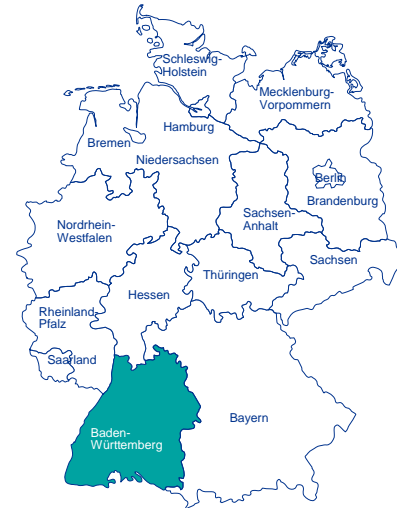 Schleswig-
Holstein
Mecklenburg-
Vorpommern
Hamburg
Bremen
Niedersachsen
Berlin
Brandenburg
Sachsen-
Anhalt
Nordrhein-
Westfalen
Sachsen
Thüringen
Hessen
Rheinland-
Pfalz
Saarland
Bayern
Baden-
Württemberg